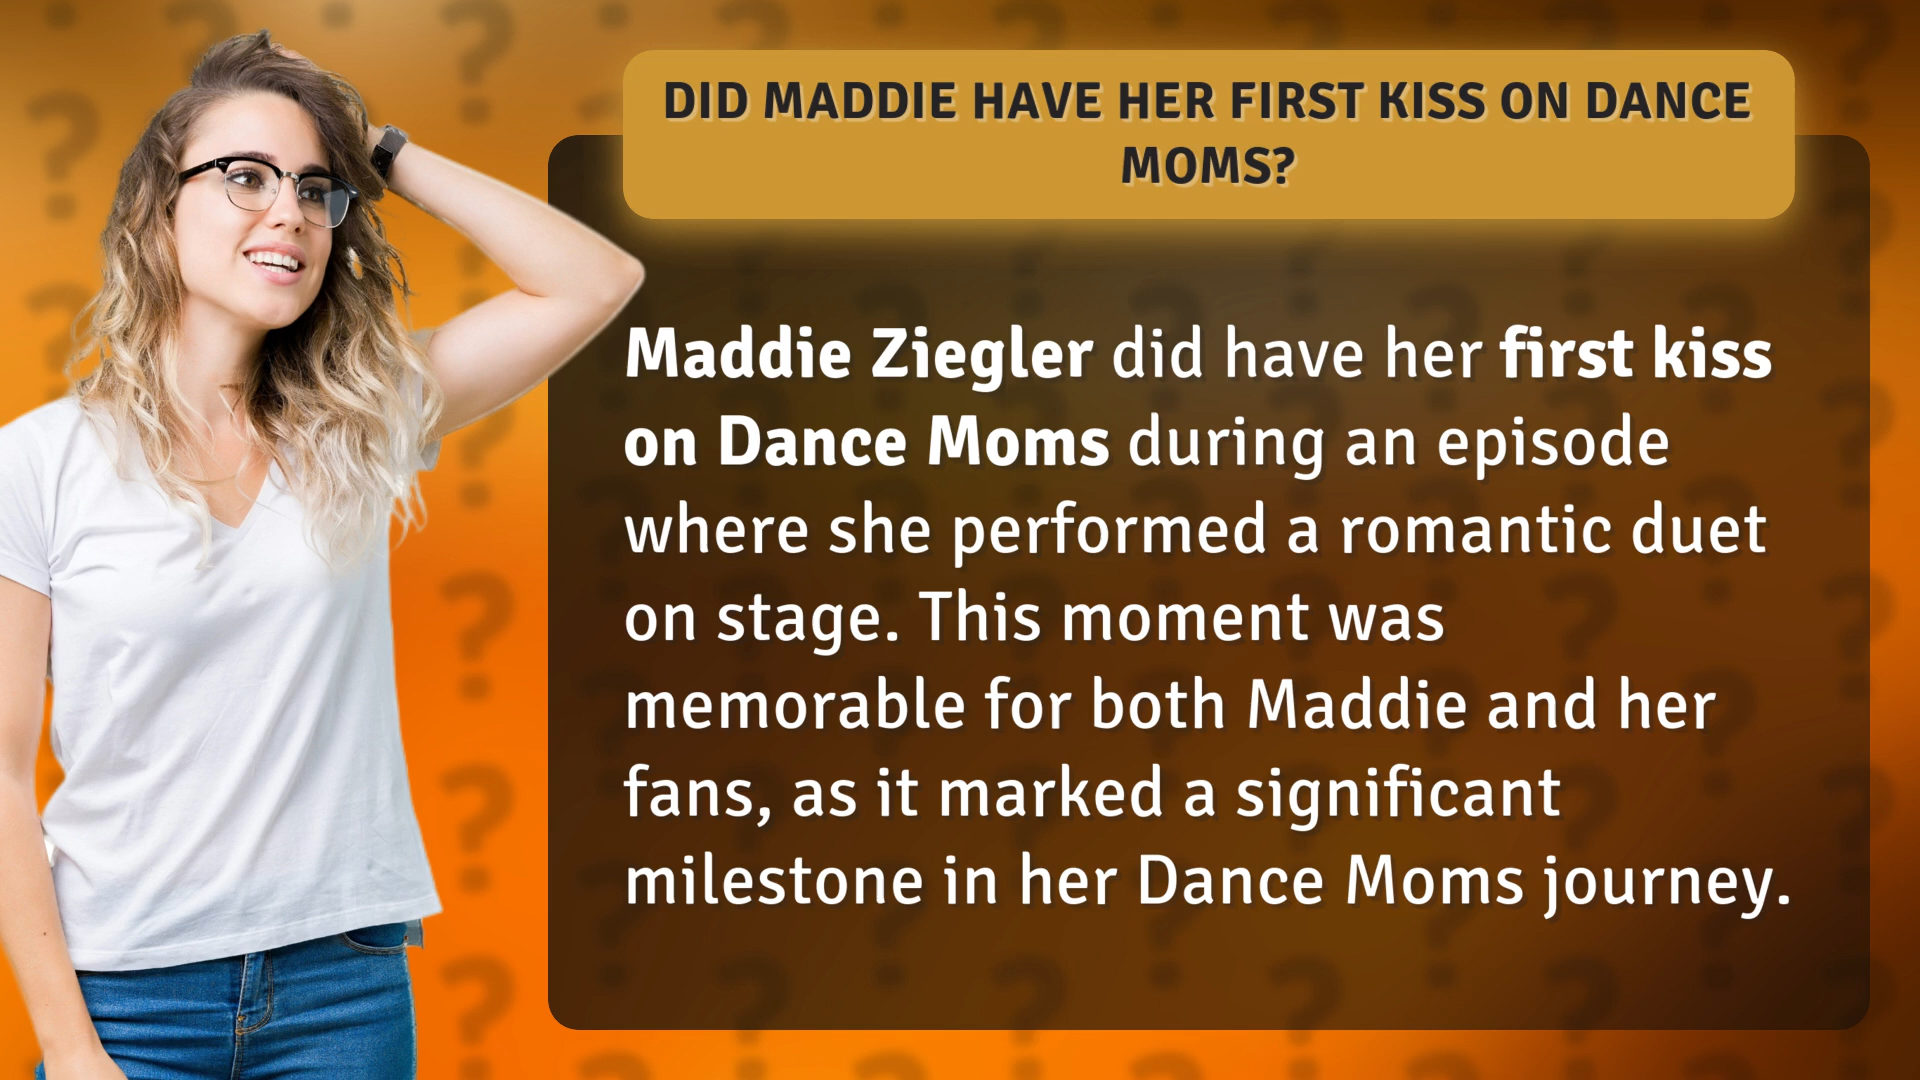 DID MADDIE HAVE HER FIRST KISS ON DANCE
MOMS?
Maddie Ziegler did have her first kiss
on Dance Moms during an episode
where she performed a romantic duet
on stage. This moment was
memorable for both Maddie and her
fans, as it marked a significant
milestone in her Dance Moms journey.